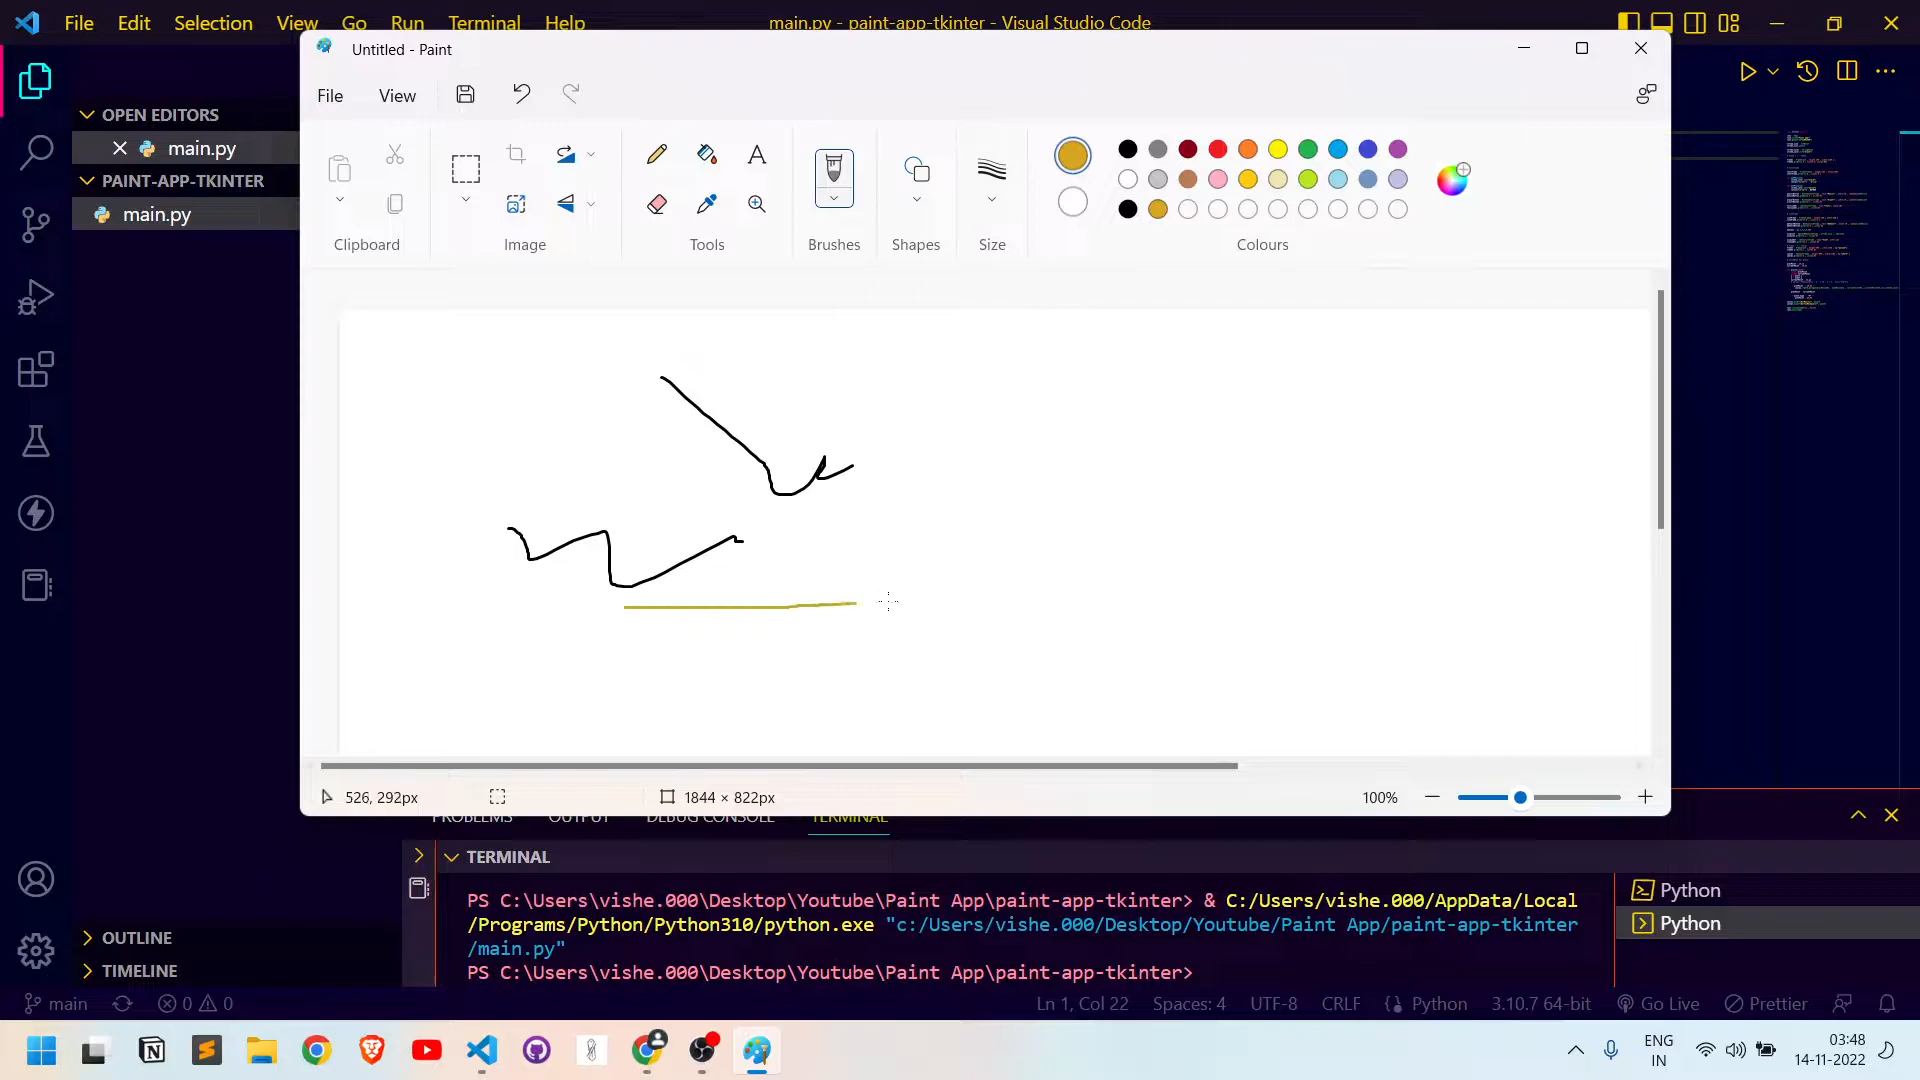 File Edit Selection View Go Run Terminal Help
main.py - paint-app-tkinter - Visual Studio Code
OPEN EDITORS
main.py
PAINT-APP-TKINTER
main.py
Untitled - Paint
File View
Clipboard
Image
Tools
Brushes
Shapes
Size
Colours
526, 292px
1844 × 822px
100%
PROBLEMS OUTPUT DEBUG CONSOLE TERMINAL
TERMINAL
PS C:\Users\vishe.000\Desktop\Youtube\Paint App\paint-app-tkinter> & C:/Users/vishe.000/AppData/Local
/Programs/Python/Python310/python.exe "c:/Users/vishe.000/Desktop/Youtube/Paint App/paint-app-tkinter
/main.py"
PS C:\Users\vishe.000\Desktop\Youtube\Paint App\paint-app-tkinter>
Python
Python
OUTLINE
TIMELINE
main
0 0
Ln 1, Col 22 Spaces: 4 UTF-8 CRLF Python 3.10.7 64-bit Go Live Prettier
ENG
IN
03:48
14-11-2022